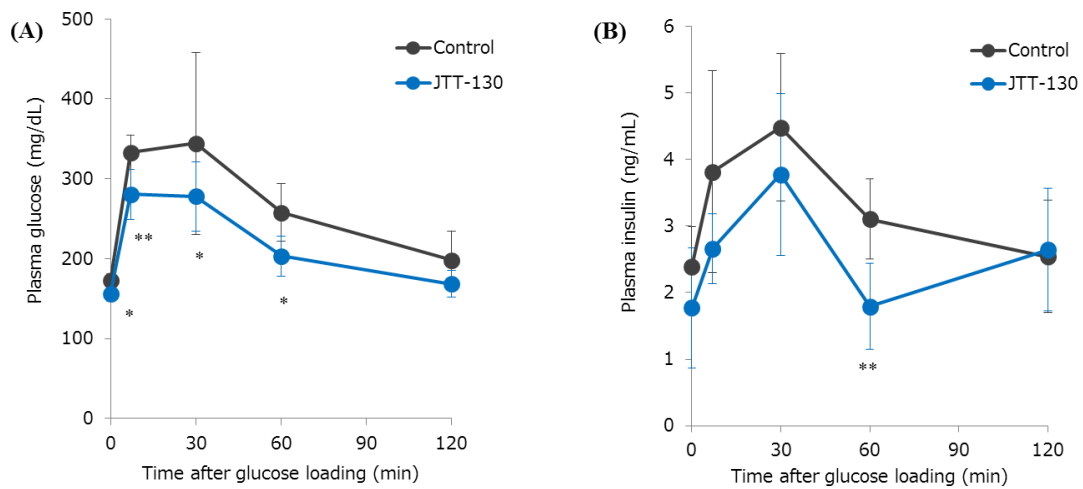 (A)
500
400
300
200
100
0
Plasma glucose (mg/dL)
Control
JTT-130
*
**
*
*
0 30 60 90 120
Time after glucose loading (min)
(B)
6
5
4
3
2
1
0
Plasma insulin (ng/mL)
Control
JTT-130
**
0 30 60 90 120
Time after glucose loading (min)